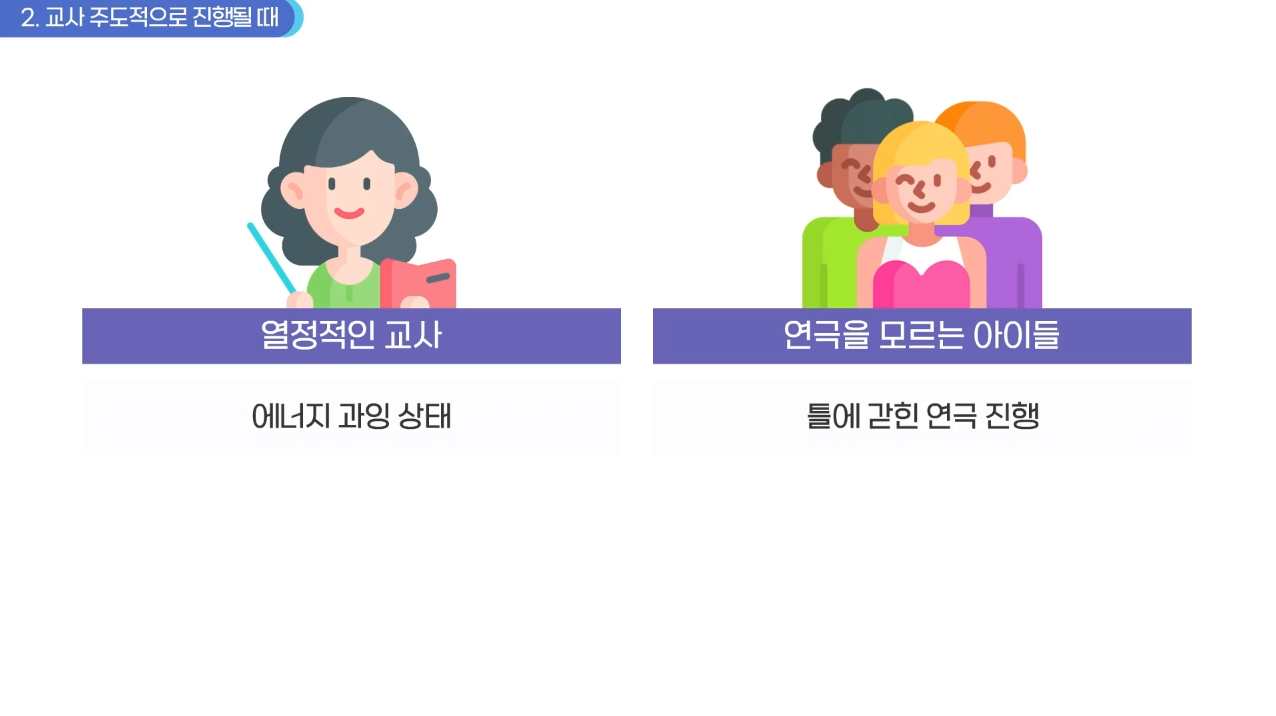 2. 교사 주도적으로 진행될 때
열정적인 교사
연극을 모르는 아이들
에너지 과잉 상태
틀에 갇힌 연극 진행